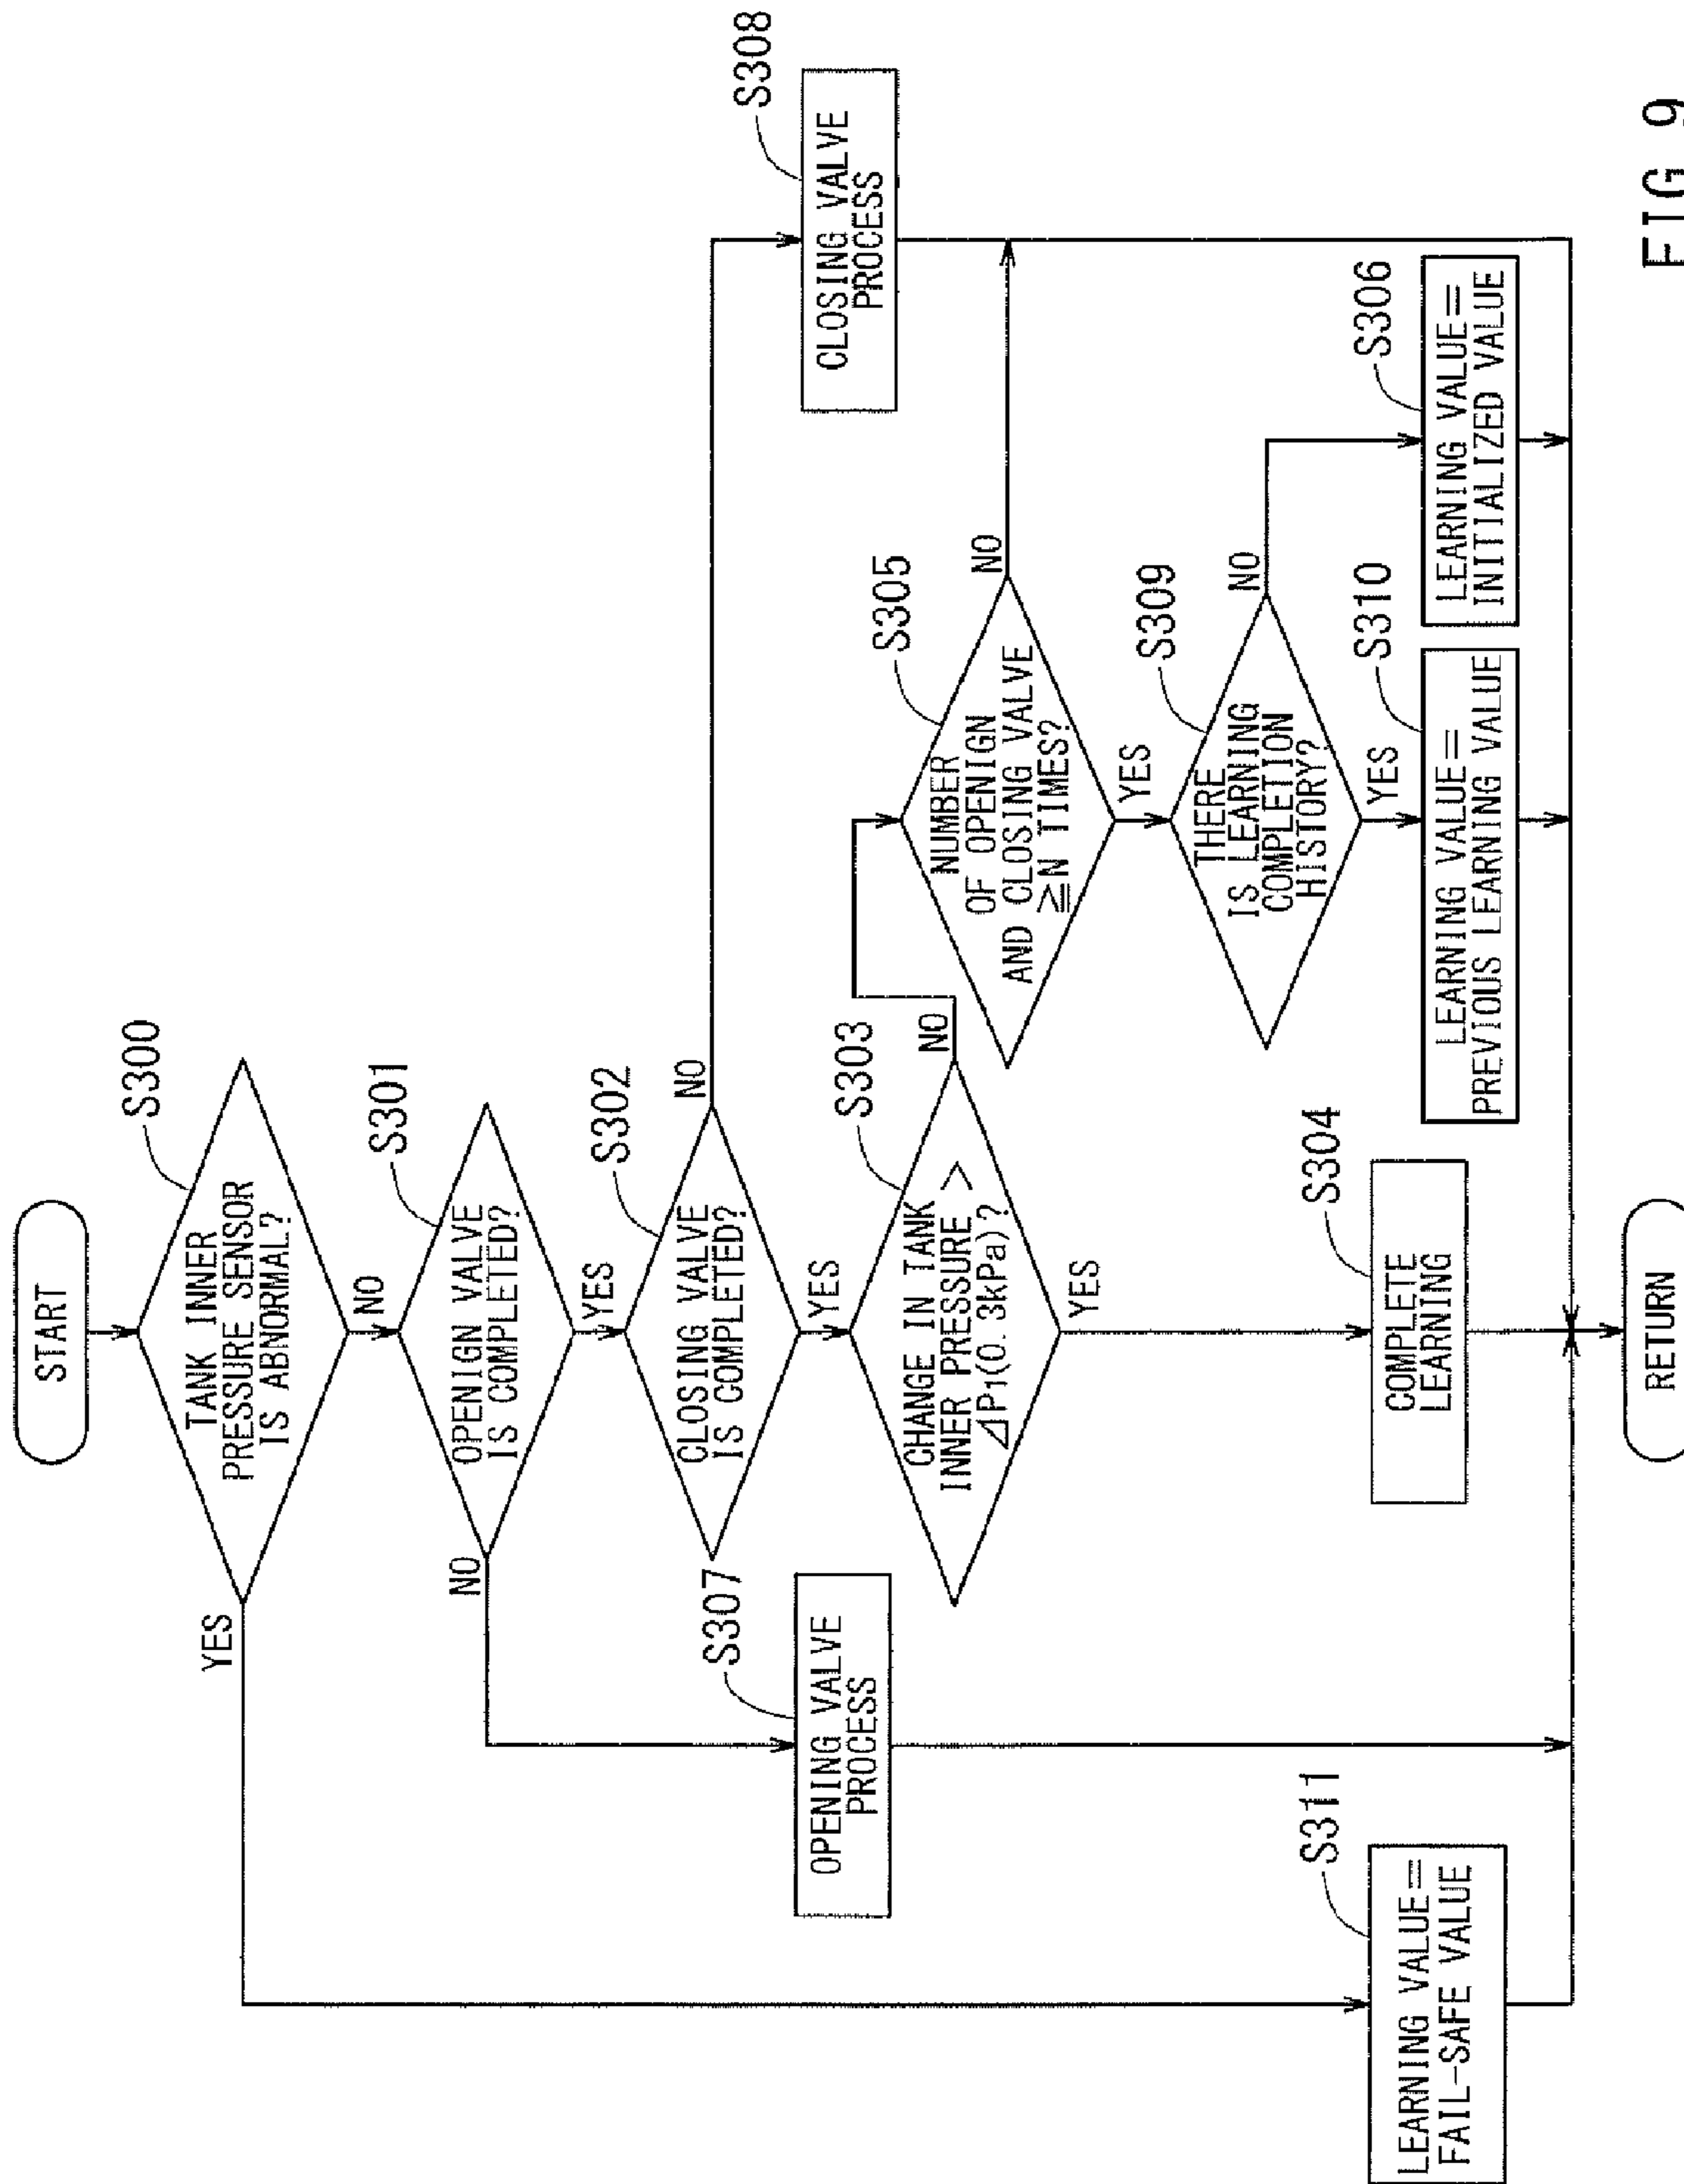 START
S300
TANK INNER
PRESSURE SENSOR
IS ABNORMAL?
YES
NO
S301
OPENIGN VALVE
IS COMPLETED?
NO
YES
S302
CLOSING VALVE
IS COMPLETED?
NO
YES
S307
OPENING VALVE
PROCESS
S308
CLOSING VALVE
PROCESS
S303
CHANGE IN TANK
INNER PRESSURE >
⊿P1(0.3kPa)?
NO
YES
S305
NUMBER
OF OPENIGN
AND CLOSING VALVE
≧N TIMES?
NO
YES
S309
THERE
IS LEARNING
COMPLETION
HISTORY?
NO
YES
S311
LEARNING VALUE=
FAIL-SAFE VALUE
S304
COMPLETE
LEARNING
S310
LEARNING VALUE=
PREVIOUS LEARNING VALUE
S306
LEARNING VALUE=
INITIALIZED VALUE
RETURN
FIG.9